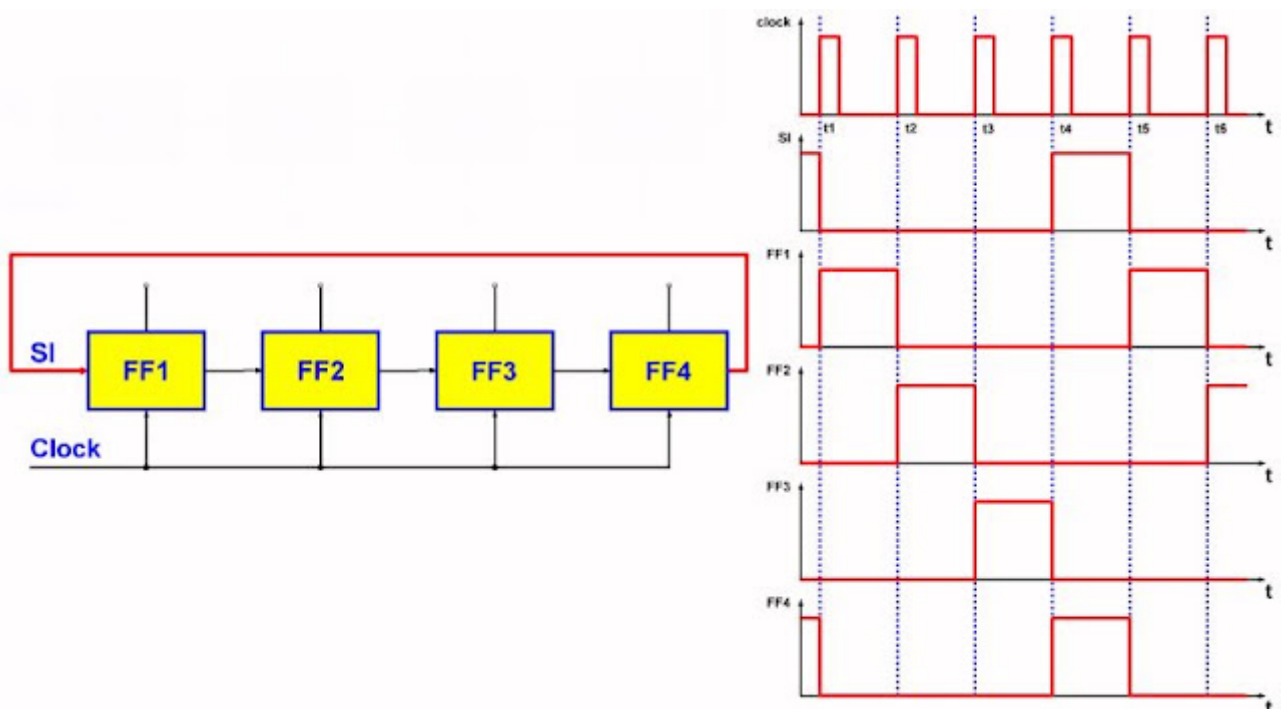 SI
FF1 FF2 FF3 FF4
Clock
clock
t1 t2 t3 t4 t5 t6 t
SI
t
FF1
t
FF2
t
FF3
t
FF4
t